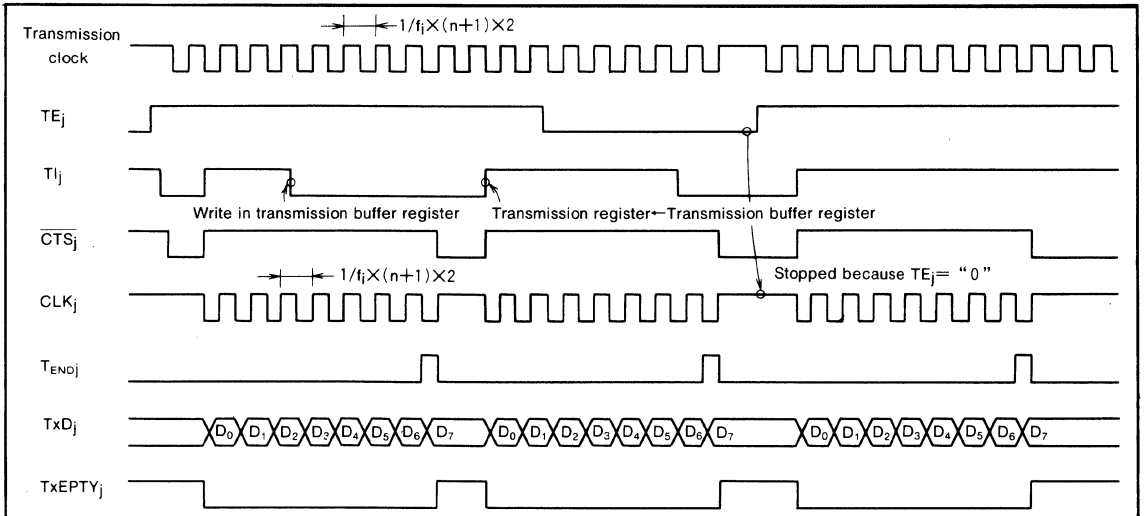 1/fi×(n+1)×2
Transmission
clock
TEj
TIj
Write in transmission buffer register
Transmission register←Transmission buffer register
CTSj
1/fi×(n+1)×2
Stopped because TEj= “0”
CLKj
TENDj
TxDj
D0 D1 D2 D3 D4 D5 D6 D7 D0 D1 D2 D3 D4 D5 D6 D7 D0 D1 D2 D3 D4 D5 D6 D7
TxEPTYj